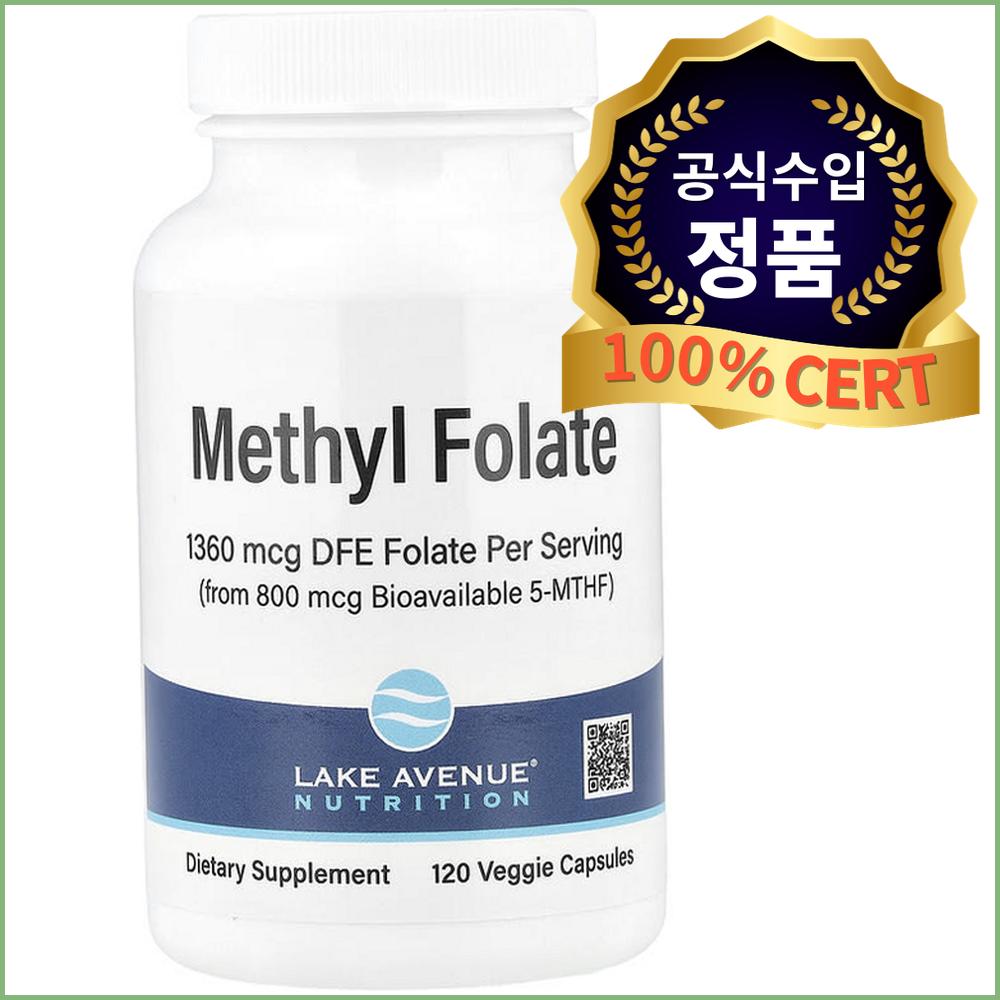 공식수입
정품
100% CERT
Methyl Folate
1360 mcg DFE Folate Per Serving
(from 800 mcg Bioavailable 5-MTHF)
LAKE AVENUE®
NUTRITION
Dietary Supplement 120 Veggie Capsules